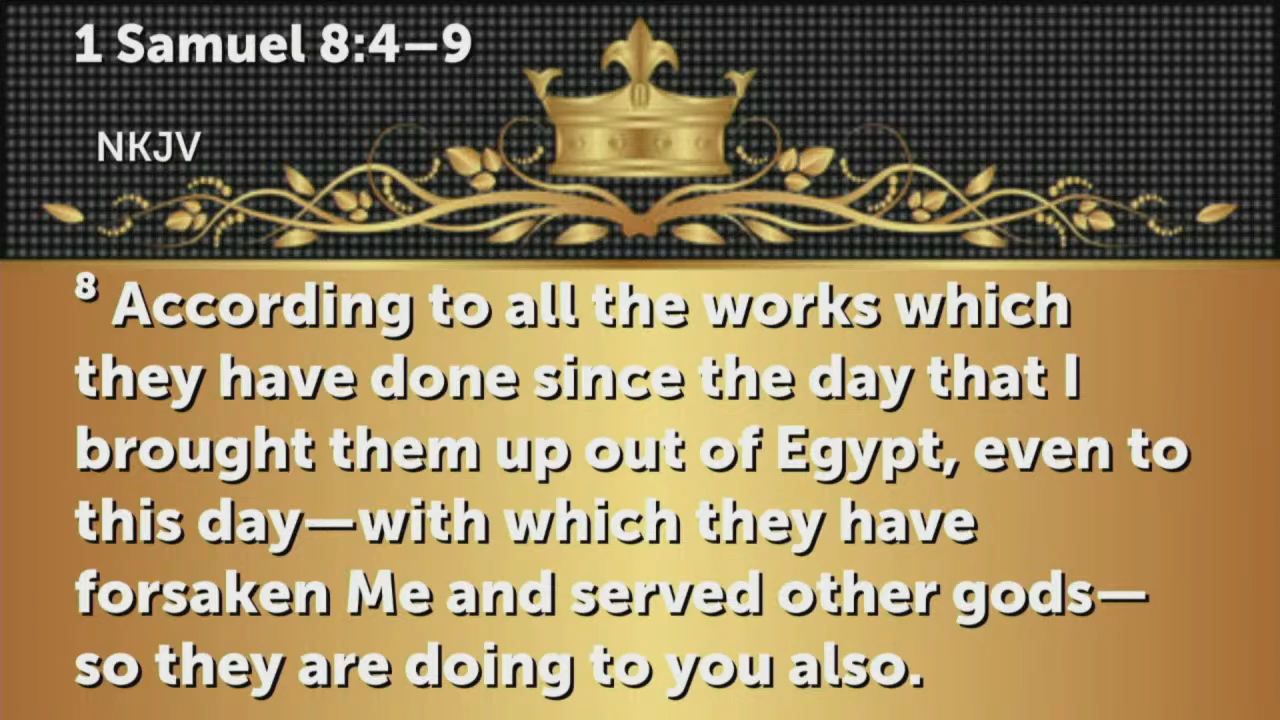 1 Samuel 8:4–9
NKJV
8 According to all the works which
they have done since the day that I
brought them up out of Egypt, even to
this day—with which they have
forsaken Me and served other gods—
so they are doing to you also.